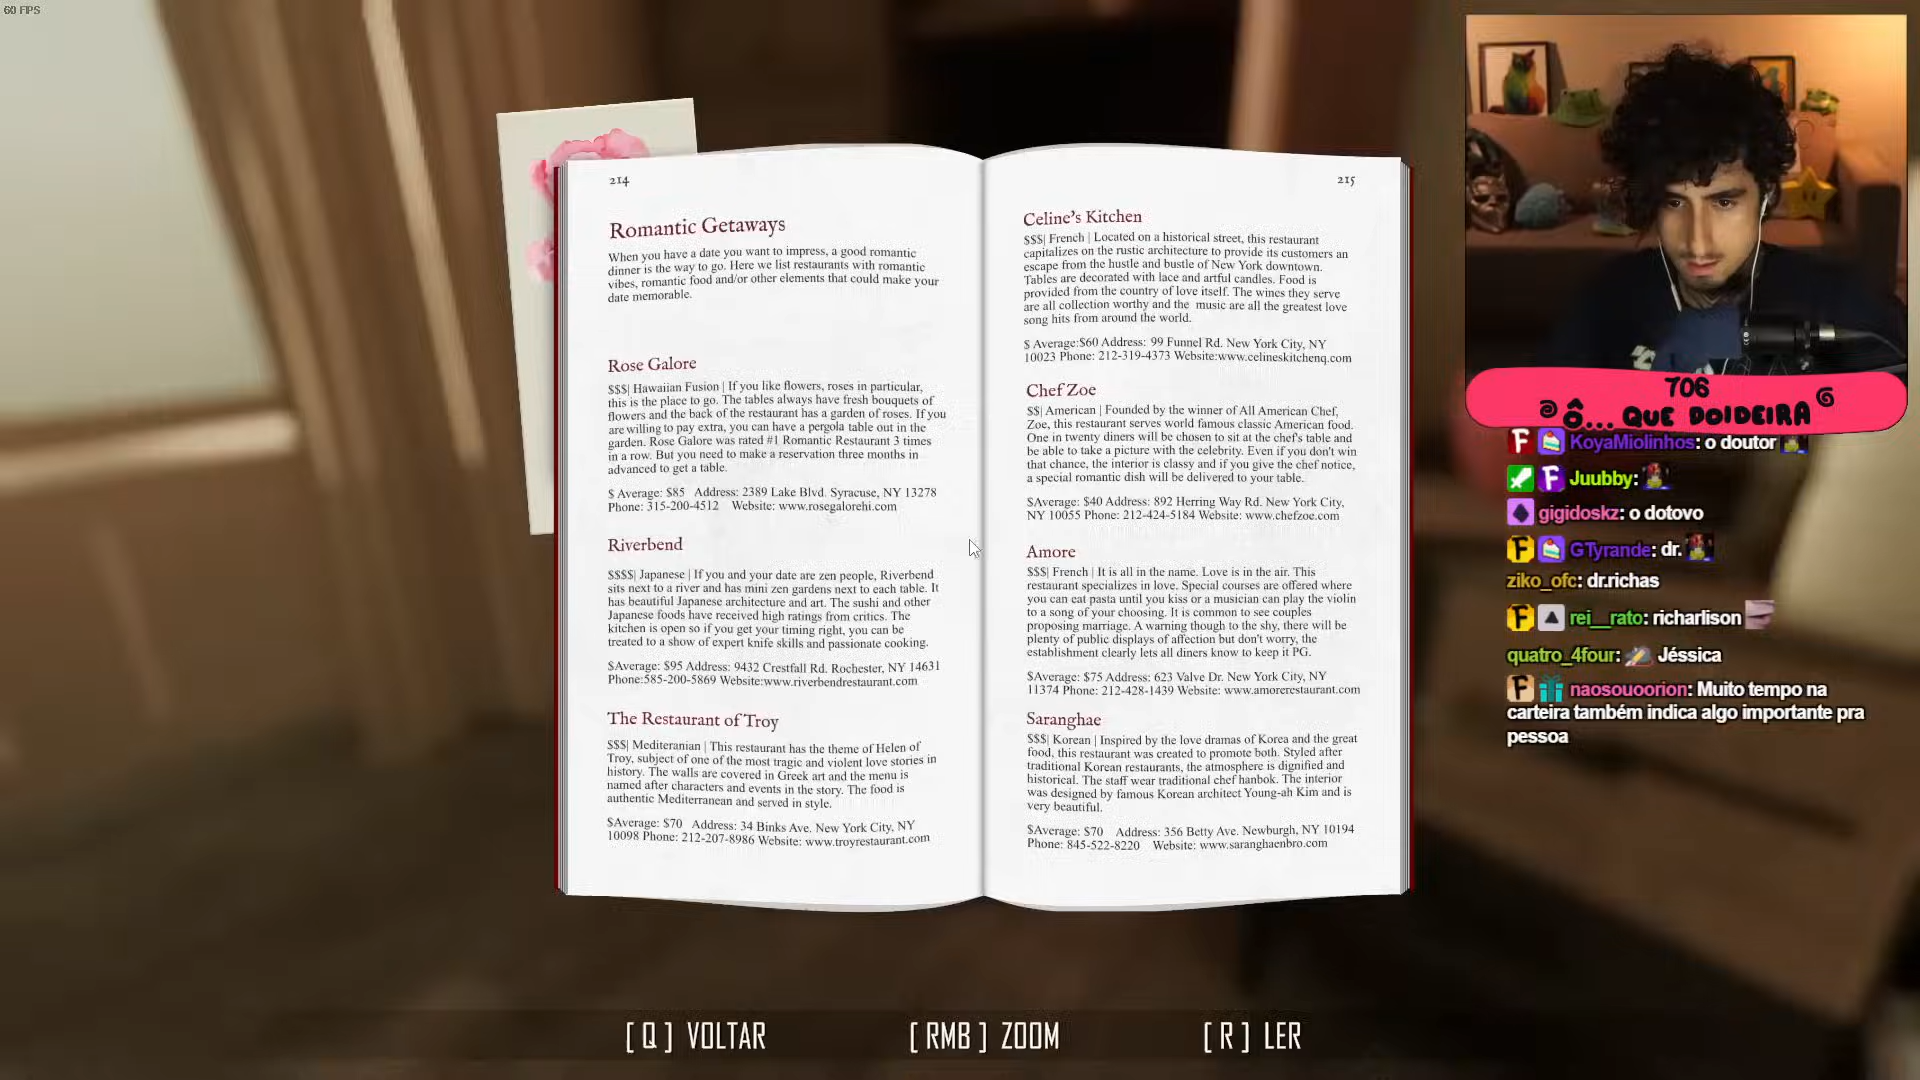 60 FPS
214
Romantic Getaways
When you have a date you want to impress, a good romantic
dinner is the way to go. Here we list restaurants with romantic
vibes, romantic food and/or other elements that could make your
date memorable.
Rose Galore
$$$| Hawaiian Fusion | If you like flowers, roses in particular,
this is the place to go. The tables always have fresh bouquets of
flowers and the back of the restaurant has a garden of roses. If you
are willing to pay extra, you can have a pergola table out in the
garden. Rose Galore was rated #1 Romantic Restaurant 3 times
in a row. But you need to make a reservation three months in
advanced to get a table.
$ Average: $85 Address: 2389 Lake Blvd. Syracuse, NY 13278
Phone: 315-200-4512 Website: www.rosegalorehi.com
Riverbend
$$$$| Japanese | If you and your date are zen people, Riverbend
sits next to a river and has mini zen gardens next to each table. It
has beautiful Japanese architecture and art. The sushi and other
Japanese foods have received high ratings from critics. The
kitchen is open so if you get your timing right, you can be
treated to a show of expert knife skills and passionate cooking.
$Average: $95 Address: 9432 Crestfall Rd. Rochester, NY 14631
Phone:585-200-5869 Website:www.riverbendrestaurant.com
The Restaurant of Troy
$$$| Mediteranian | This restaurant has the theme of Helen of
Troy, subject of one of the most tragic and violent love stories in
history. The walls are covered in Greek art and the menu is
named after characters and events in the story. The food is
authentic Mediterranean and served in style.
$Average: $70 Address: 34 Binks Ave. New York City, NY
10098 Phone: 212-207-8986 Website: www.troyrestaurant.com
215
Celine's Kitchen
$$$| French | Located on a historical street, this restaurant
capitalizes on the rustic architecture to provide its customers an
escape from the hustle and bustle of New York downtown.
Tables are decorated with lace and artful candles. Food is
provided from the country of love itself. The wines they serve
are all collection worthy and the music are all the greatest love
song hits from around the world.
$ Average:$60 Address: 99 Funnel Rd. New York City, NY
10023 Phone: 212-319-4373 Website:www.celineskitchenq.com
Chef Zoe
$$| American | Founded by the winner of All American Chef,
Zoe, this restaurant serves world famous classic American food.
One in twenty diners will be chosen to sit at the chef's table and
be able to take a picture with the celebrity. Even if you don't win
that chance, the interior is classy and if you give the chef notice,
a special romantic dish will be delivered to your table.
$Average: $40 Address: 892 Herring Way Rd. New York City,
NY 10055 Phone: 212-424-5184 Website: www.chefzoe.com
Amore
$$$| French | It is all in the name. Love is in the air. This
restaurant specializes in love. Special courses are offered where
you can eat pasta until you kiss or a musician can play the violin
to a song of your choosing. It is common to see couples
proposing marriage. A warning though to the shy, there will be
plenty of public displays of affection but don't worry, the
establishment clearly lets all diners know to keep it PG.
$Average: $75 Address: 623 Valve Dr. New York City, NY
11374 Phone: 212-428-1439 Website: www.amorerestaurant.com
Saranghae
$$$| Korean | Inspired by the love dramas of Korea and the great
food, this restaurant was created to promote both. Styled after
traditional Korean restaurants, the atmosphere is dignified and
historical. The staff wear traditional chef hanbok. The interior
was designed by famous Korean architect Young-ah Kim and is
very beautiful.
$Average: $70 Address: 356 Betty Ave. Newburgh, NY 10194
Phone: 845-522-8220 Website: www.saranghaenbro.com
706
Ô... QUE DOIDEIRA
KoyaMiolinhos: o doutor
Juubby:
gigidoskz: o dotovo
GTyrande: dr.
ziko_ofc: dr.richas
rei__rato: richarlison
quatro_4four: Jéssica
naosouoorion: Muito tempo na
carteira também indica algo importante pra
pessoa
[ Q ] VOLTAR
[ RMB ] ZOOM
[ R ] LER